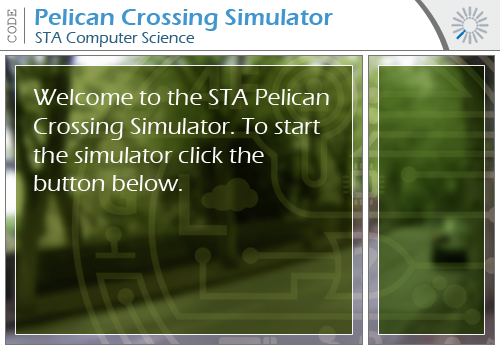 CODE
Pelican Crossing Simulator
STA Computer Science
Welcome to the STA Pelican
Crossing Simulator. To start
the simulator click the
button below.